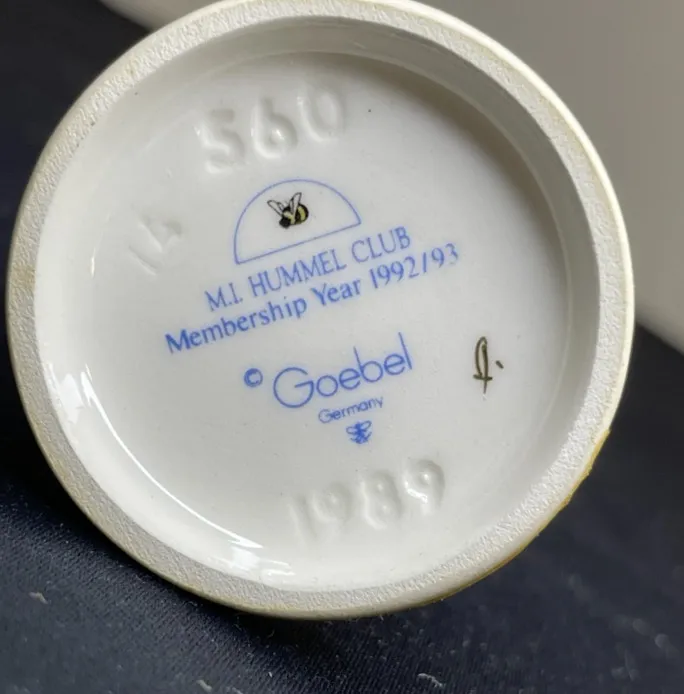 560
14
M.I. HUMMEL CLUB
Membership Year 1992/93
© Goebel
Germany
1989